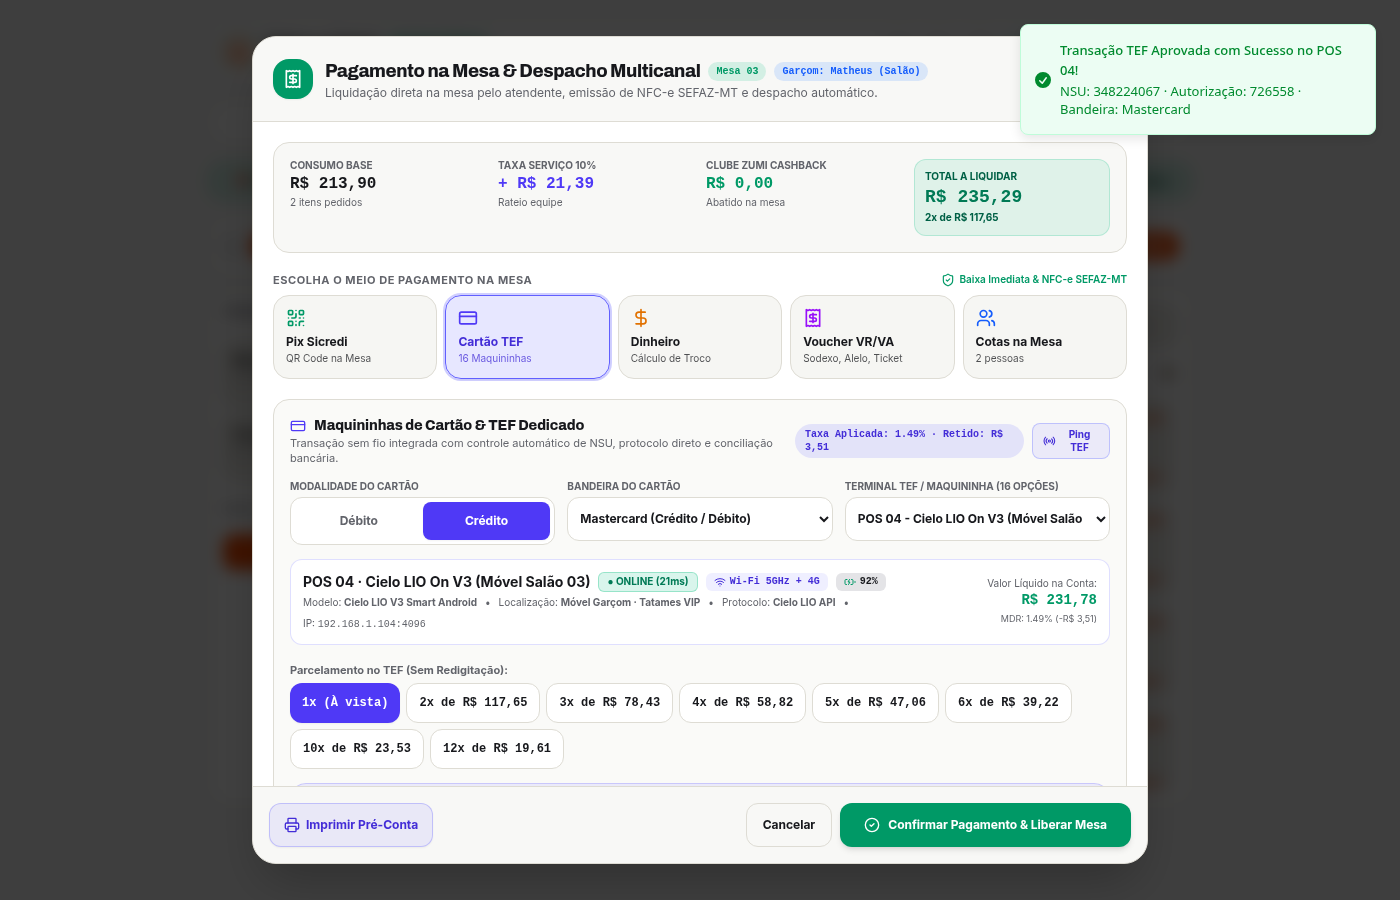 Pagamento na Mesa & Despacho Multicanal
Mesa 03
Garçom: Matheus (Salão)
Liquidação direta na mesa pelo atendente, emissão de NFC-e SEFAZ-MT e despacho automático.
Transação TEF Aprovada com Sucesso no POS
04!
NSU: 348224067 · Autorização: 726558 ·
Bandeira: Mastercard
CONSUMO BASE
R$ 213,90
2 itens pedidos
TAXA SERVIÇO 10%
+ R$ 21,39
Rateio equipe
CLUBE ZUMI CASHBACK
R$ 0,00
Abatido na mesa
TOTAL A LIQUIDAR
R$ 235,29
2x de R$ 117,65
ESCOLHA O MEIO DE PAGAMENTO NA MESA
Baixa Imediata & NFC-e SEFAZ-MT
Pix Sicredi
QR Code na Mesa
Cartão TEF
16 Maquininhas
Dinheiro
Cálculo de Troco
Voucher VR/VA
Sodexo, Alelo, Ticket
Cotas na Mesa
2 pessoas
Maquininhas de Cartão & TEF Dedicado
Transação sem fio integrada com controle automático de NSU, protocolo direto e conciliação
bancária.
Taxa Aplicada: 1.49% · Retido: R$
3,51
Ping
TEF
MODALIDADE DO CARTÃO
Débito
Crédito
BANDEIRA DO CARTÃO
Mastercard (Crédito / Débito)
TERMINAL TEF / MAQUININHA (16 OPÇÕES)
POS 04 - Cielo LIO On V3 (Móvel Salão
POS 04 · Cielo LIO On V3 (Móvel Salão 03)
● ONLINE (21ms)
Wi-Fi 5GHz + 4G
92%
Modelo: Cielo LIO V3 Smart Android • Localização: Móvel Garçom · Tatames VIP • Protocolo: Cielo LIO API •
IP: 192.168.1.104:4096
Valor Líquido na Conta:
R$ 231,78
MDR: 1.49% (-R$ 3,51)
Parcelamento no TEF (Sem Redigitação):
1x (À vista)
2x de R$ 117,65
3x de R$ 78,43
4x de R$ 58,82
5x de R$ 47,06
6x de R$ 39,22
10x de R$ 23,53
12x de R$ 19,61
Imprimir Pré-Conta
Cancelar
Confirmar Pagamento & Liberar Mesa